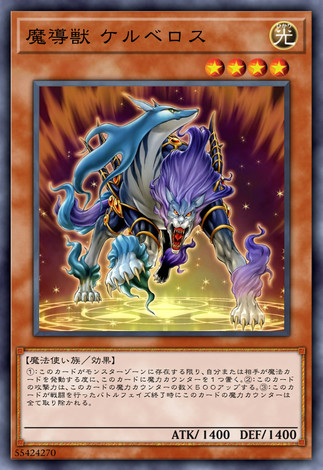 魔導獣 ケルベロス
光
【魔法使い族／効果】
①：このカードがモンスターゾーンに存在する限り、自分または相手が魔法カー
ドを発動する度に、このカードに魔力カウンターを１つ置く。②：このカード
の攻撃力は、このカードの魔力カウンターの数×５００アップする。③：このカード
が戦闘を行ったバトルフェイズ終了時にこのカードの魔力カウンターは
全て取り除かれる。
ATK/ 1400 DEF/ 1400
55424270